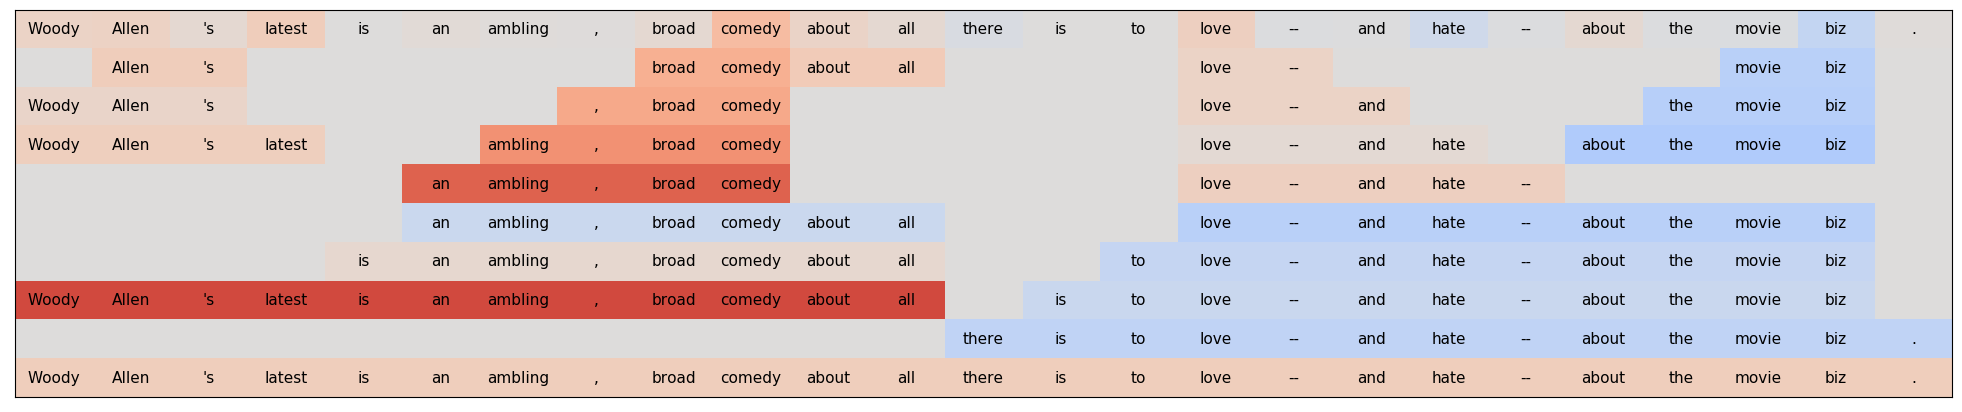 Woody Allen 's latest is an ambling , broad comedy about all there is to love -- and hate -- about the movie biz .
Allen 's broad comedy about all love -- movie biz
Woody Allen 's , broad comedy love -- and the movie biz
Woody Allen 's latest ambling , broad comedy love -- and hate about the movie biz
an ambling , broad comedy love -- and hate --
an ambling , broad comedy about all love -- and hate -- about the movie biz
is an ambling , broad comedy about all to love -- and hate -- about the movie biz
Woody Allen 's latest is an ambling , broad comedy about all is to love -- and hate -- about the movie biz
there is to love -- and hate -- about the movie biz .
Woody Allen 's latest is an ambling , broad comedy about all there is to love -- and hate -- about the movie biz .